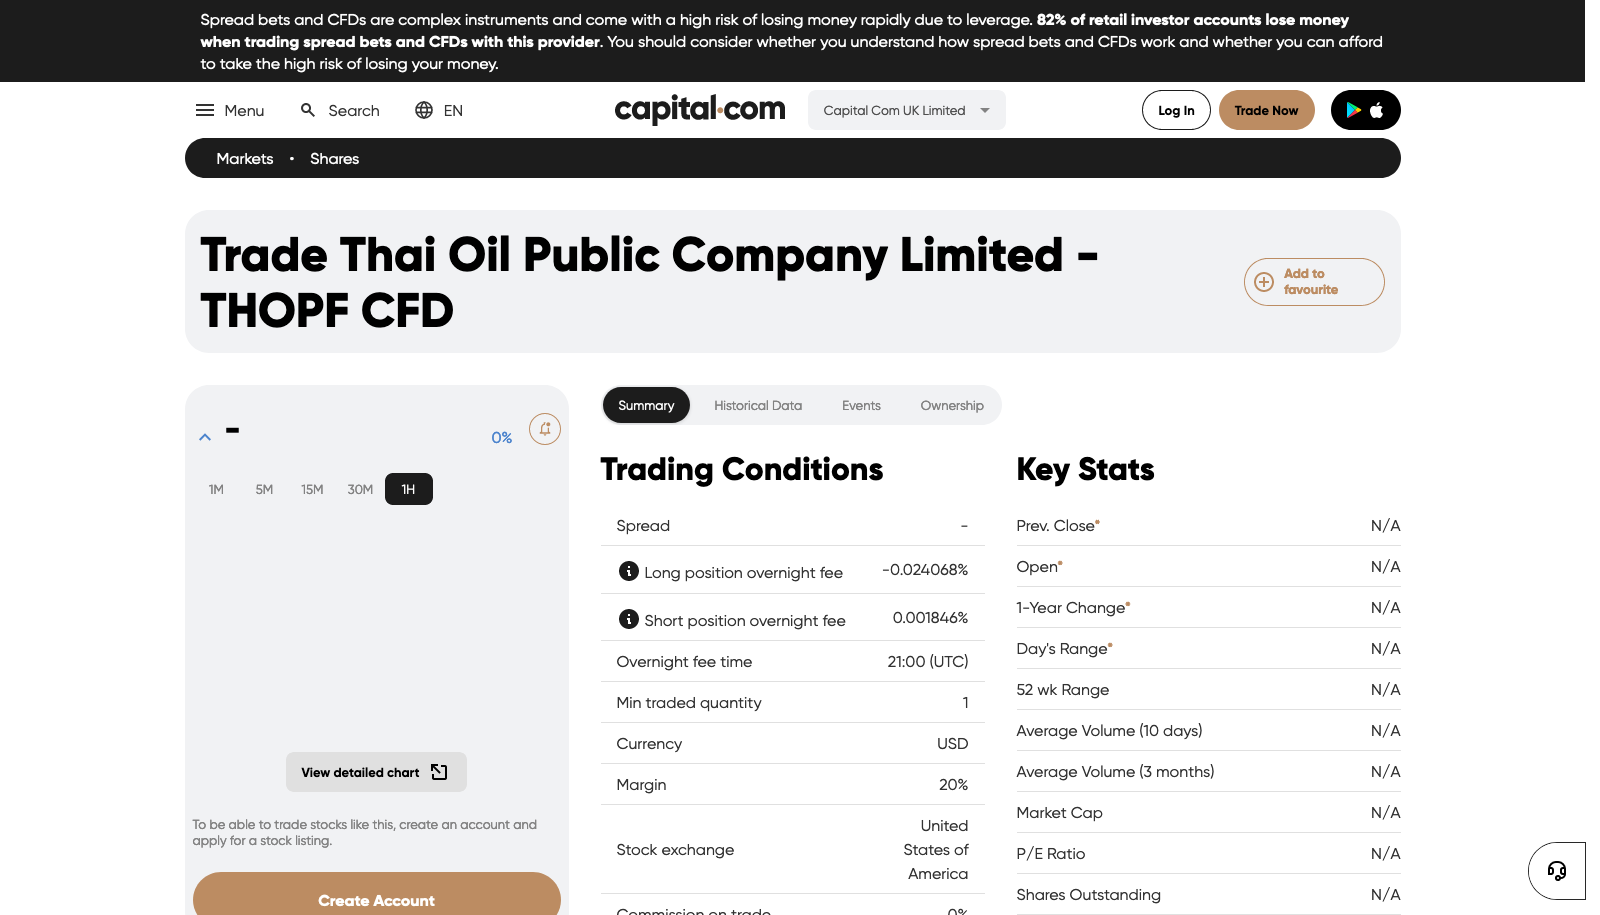 Spread bets and CFDs are complex instruments and come with a high risk of losing money rapidly due to leverage. 82% of retail investor accounts lose money
when trading spread bets and CFDs with this provider. You should consider whether you understand how spread bets and CFDs work and whether you can afford
to take the high risk of losing your money.
Menu Search EN capital.com Capital Com UK Limited Log In Trade Now
Markets • Shares
Trade Thai Oil Public Company Limited -
THOPF CFD
Add to
favourite
- 0%
1M 5M 15M 30M 1H
View detailed chart
To be able to trade stocks like this, create an account and
apply for a stock listing.
Create Account
Summary Historical Data Events Ownership
Trading Conditions
Spread -
Long position overnight fee -0.024068%
Short position overnight fee 0.001846%
Overnight fee time 21:00 (UTC)
Min traded quantity 1
Currency USD
Margin 20%
Stock exchange United
States of
America
Commission on trade 0%
Key Stats
Prev. Close* N/A
Open* N/A
1-Year Change* N/A
Day's Range* N/A
52 wk Range N/A
Average Volume (10 days) N/A
Average Volume (3 months) N/A
Market Cap N/A
P/E Ratio N/A
Shares Outstanding N/A